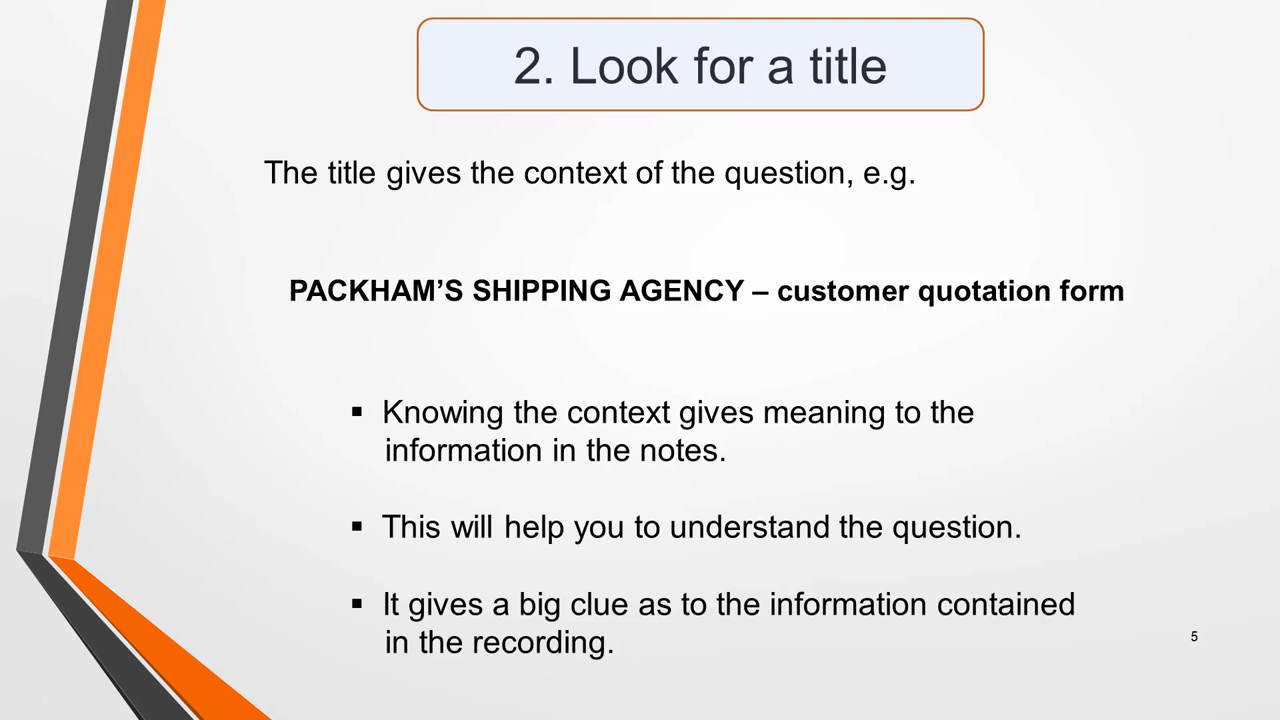 2. Look for a title
The title gives the context of the question, e.g.
PACKHAM’S SHIPPING AGENCY – customer quotation form
▪ Knowing the context gives meaning to the
information in the notes.
▪ This will help you to understand the question.
▪ It gives a big clue as to the information contained
in the recording.
5